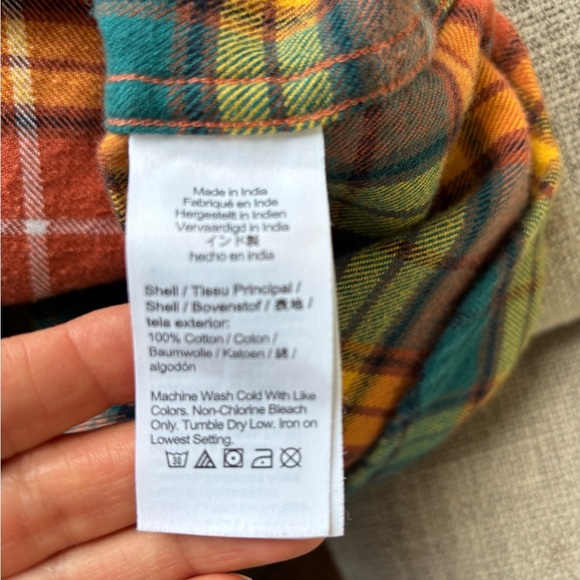 Made in India
Fabriqué en Inde
Hergestellt in Indien
Vervaardigd in India
インド製
hecho en india
Shell / Tissu Principal /
Shell / Bovenstof / 表地 /
tela exterior:
100% Cotton / Coton /
Baumwolle / Katoen / 綿 /
algodón
Machine Wash Cold With Like
Colors. Non-Chlorine Bleach
Only. Tumble Dry Low. Iron on
Lowest Setting.
30